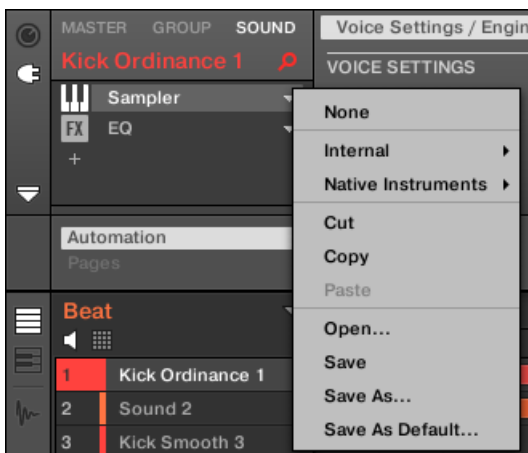 MASTER GROUP SOUND
Kick Ordinance 1
Sampler
FX EQ
+
Automation
Pages
Beat
1 Kick Ordinance 1
2 Sound 2
3 Kick Smooth 3
Voice Settings / Engin
VOICE SETTINGS
None
Internal
Native Instruments
Cut
Copy
Paste
Open...
Save
Save As...
Save As Default...